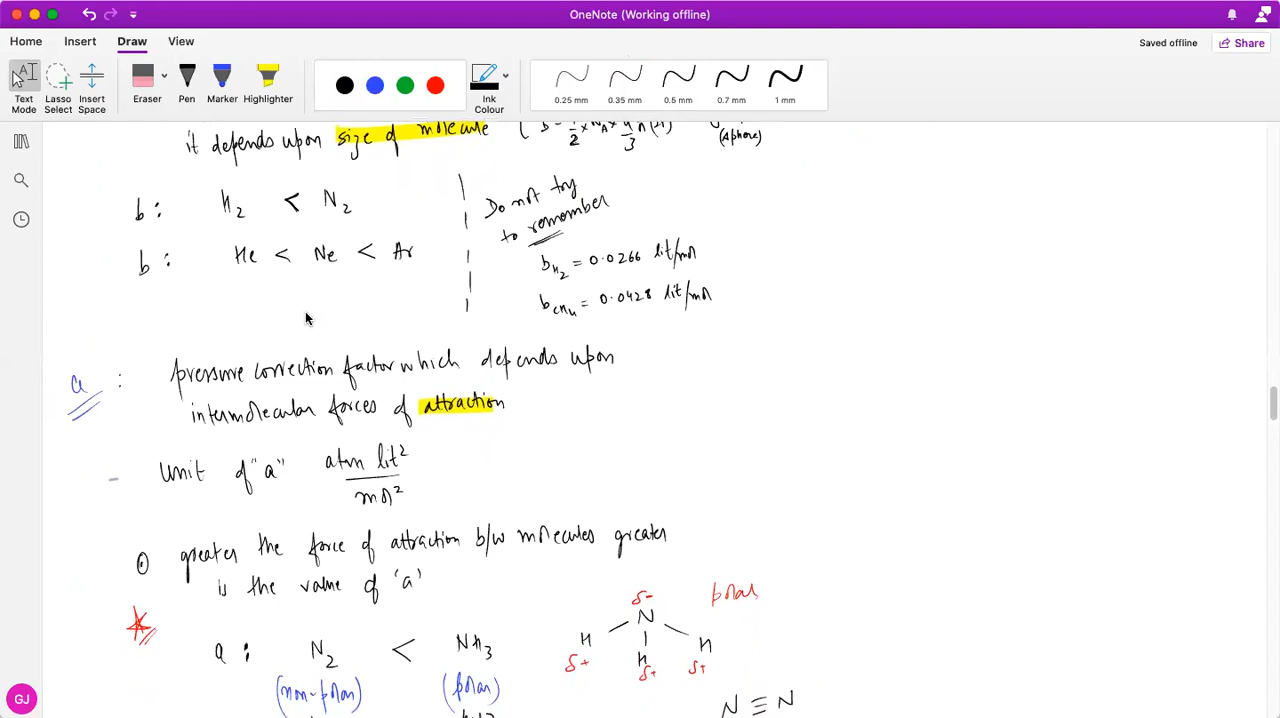 OneNote (Working offline)
Home Insert Draw View
Saved offline Share
Text Mode
Lasso Select
Insert Space
Eraser
Pen
Marker
Highlighter
Ink Colour
0.25 mm 0.35 mm 0.5 mm 0.7 mm 1 mm
it depends upon size of molecule
b : H₂ < N₂
b : He < Ne < Ar
Do not try
to remember
b_H₂ = 0.0266 lit/mol
b_CH₄ = 0.0428 lit/mol
a : pressure correction factor which depends upon
intermolecular forces of attraction
- Unit of "a" atm lit² / mol²
⊙ greater the force of attraction b/w molecules greater
is the value of 'a'
a : N₂ < NH₃
(non-polar) (polar)
δ- polar
N
H H H
δ+ δ+ δ+
N ≡ N
GJ